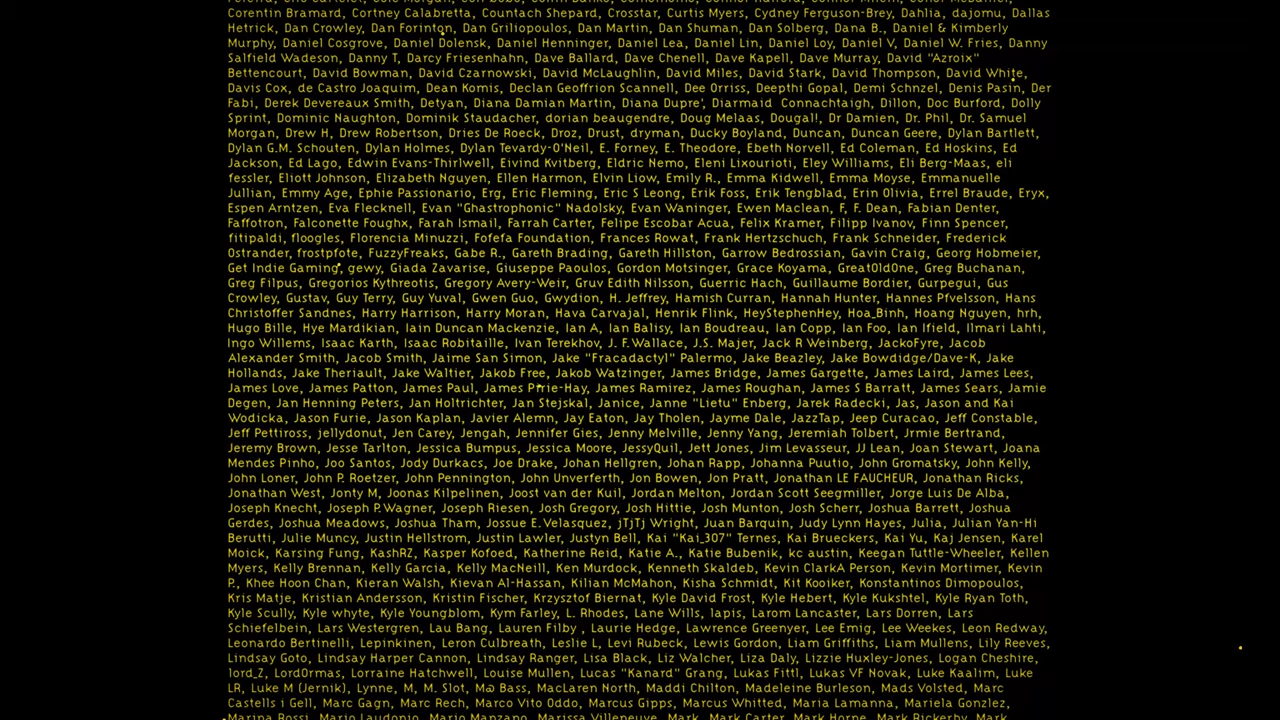 Corentin Bramard, Cortney Calabretta, Countach Shepard, Crosstar, Curtis Myers, Cydney Ferguson-Brey, Dahlia, dajomu, Dallas
Hetrick, Dan Crowley, Dan Forinton, Dan Griliopoulos, Dan Martin, Dan Shuman, Dan Solberg, Dana B., Daniel & Kimberly
Murphy, Daniel Cosgrove, Daniel Dolensk, Daniel Henninger, Daniel Lea, Daniel Lin, Daniel Loy, Daniel V, Daniel W. Fries, Danny
Salfield Wadeson, Danny T, Darcy Friesenhahn, Dave Ballard, Dave Chenell, Dave Kapell, Dave Murray, David "Azroix"
Bettencourt, David Bowman, David Czarnowski, David McLaughlin, David Miles, David Stark, David Thompson, David White,
Davis Cox, de Castro Joaquim, Dean Komis, Declan Geoffrion Scannell, Dee Orriss, Deepthi Gopal, Demi Schnzel, Denis Pasin, Der
Fabi, Derek Devereaux Smith, Detyan, Diana Damian Martin, Diana Dupre', Diarmaid Connachtaigh, Dillon, Doc Burford, Dolly
Sprint, Dominic Naughton, Dominik Staudacher, dorian beaugendre, Doug Melaas, Dougal!, Dr Damien, Dr. Phil, Dr. Samuel
Morgan, Drew H, Drew Robertson, Dries De Roeck, Droz, Drust, dryman, Ducky Boyland, Duncan, Duncan Geere, Dylan Bartlett,
Dylan G.M. Schouten, Dylan Holmes, Dylan Tevardy-O'Neil, E. Forney, E. Theodore, Ebeth Norvell, Ed Coleman, Ed Hoskins, Ed
Jackson, Ed Lago, Edwin Evans-Thirlwell, Eivind Kvitberg, Eldric Nemo, Eleni Lixourioti, Eley Williams, Eli Berg-Maas, eli
fessler, Eliott Johnson, Elizabeth Nguyen, Ellen Harmon, Elvin Liow, Emily R., Emma Kidwell, Emma Moyse, Emmanuelle
Jullian, Emmy Age, Ephie Passionario, Erg, Eric Fleming, Eric S Leong, Erik Foss, Erik Tengblad, Erin Olivia, Errel Braude, Eryx,
Espen Arntzen, Eva Flecknell, Evan "Ghastrophonic" Nadolsky, Evan Waninger, Ewen Maclean, F, F. Dean, Fabian Denter,
Faffotron, Falconette Foughx, Farah Ismail, Farrah Carter, Felipe Escobar Acua, Felix Kramer, Filipp Ivanov, Finn Spencer,
fitipaldi, floogles, Florencia Minuzzi, Fofefa Foundation, Frances Rowat, Frank Hertzschuch, Frank Schneider, Frederick
Ostrander, frostpfote, FuzzyFreaks, Gabe R., Gareth Brading, Gareth Hillston, Garrow Bedrossian, Gavin Craig, Georg Hobmeier,
Get Indie Gaming, gewy, Giada Zavarise, Giuseppe Paoulos, Gordon Motsinger, Grace Koyama, GreatOldOne, Greg Buchanan,
Greg Filpus, Gregorios Kythreotis, Gregory Avery-Weir, Gruv Edith Nilsson, Guerric Hach, Guillaume Bordier, Gurpegui, Gus
Crowley, Gustav, Guy Terry, Guy Yuval, Gwen Guo, Gwydion, H. Jeffrey, Hamish Curran, Hannah Hunter, Hannes Pfvelsson, Hans
Christoffer Sandnes, Harry Harrison, Harry Moran, Hava Carvajal, Henrik Flink, HeyStephenHey, Hoa_Binh, Hoang Nguyen, hrh,
Hugo Bille, Hye Mardikian, Iain Duncan Mackenzie, Ian A, Ian Balisy, Ian Boudreau, Ian Copp, Ian Foo, Ian Ifield, Ilmari Lahti,
Ingo Willems, Isaac Karth, Isaac Robitaille, Ivan Terekhov, J. F.Wallace, J.S. Majer, Jack R Weinberg, JackoFyre, Jacob
Alexander Smith, Jacob Smith, Jaime San Simon, Jake "Fracadactyl" Palermo, Jake Beazley, Jake Bowdidge/Dave-K, Jake
Hollands, Jake Theriault, Jake Waltier, Jakob Free, Jakob Watzinger, James Bridge, James Gargette, James Laird, James Lees,
James Love, James Patton, James Paul, James Pirie-Hay, James Ramirez, James Roughan, James S Barratt, James Sears, Jamie
Degen, Jan Henning Peters, Jan Holtrichter, Jan Stejskal, Janice, Janne "Lietu" Enberg, Jarek Radecki, Jas, Jason and Kai
Wodicka, Jason Furie, Jason Kaplan, Javier Alemn, Jay Eaton, Jay Tholen, Jayme Dale, JazzTap, Jeep Curacao, Jeff Constable,
Jeff Pettiross, jellydonut, Jen Carey, Jengah, Jennifer Gies, Jenny Melville, Jenny Yang, Jeremiah Tolbert, Jrmie Bertrand,
Jeremy Brown, Jesse Tarlton, Jessica Bumpus, Jessica Moore, JessyQuil, Jett Jones, Jim Levasseur, JJ Lean, Joan Stewart, Joana
Mendes Pinho, Joo Santos, Jody Durkacs, Joe Drake, Johan Hellgren, Johan Rapp, Johanna Puutio, John Gromatsky, John Kelly,
John Loner, John P. Roetzer, John Pennington, John Unverferth, Jon Bowen, Jon Pratt, Jonathan LE FAUCHEUR, Jonathan Ricks,
Jonathan West, Jonty M, Joonas Kilpelinen, Joost van der Kuil, Jordan Melton, Jordan Scott Seegmiller, Jorge Luis De Alba,
Joseph Knecht, Joseph P.Wagner, Joseph Riesen, Josh Gregory, Josh Hittie, Josh Munton, Josh Scherr, Joshua Barrett, Joshua
Gerdes, Joshua Meadows, Joshua Tham, Jossue E.Velasquez, jTjTj Wright, Juan Barquin, Judy Lynn Hayes, Julia, Julian Yan-Hi
Berutti, Julie Muncy, Justin Hellstrom, Justin Lawler, Justyn Bell, Kai "Kai_307" Ternes, Kai Brueckers, Kai Yu, Kaj Jensen, Karel
Moick, Karsing Fung, KashRZ, Kasper Kofoed, Katherine Reid, Katie A., Katie Bubenik, kc austin, Keegan Tuttle-Wheeler, Kellen
Myers, Kelly Brennan, Kelly Garcia, Kelly MacNeill, Ken Murdock, Kenneth Skaldeb, Kevin ClarkA Person, Kevin Mortimer, Kevin
P., Khee Hoon Chan, Kieran Walsh, Kievan Al-Hassan, Kilian McMahon, Kisha Schmidt, Kit Kooiker, Konstantinos Dimopoulos,
Kris Matje, Kristian Andersson, Kristin Fischer, Krzysztof Biernat, Kyle David Frost, Kyle Hebert, Kyle Kukshtel, Kyle Ryan Toth,
Kyle Scully, Kyle whyte, Kyle Youngblom, Kym Farley, L. Rhodes, Lane Wills, lapis, Larom Lancaster, Lars Dorren, Lars
Schiefelbein, Lars Westergren, Lau Bang, Lauren Filby , Laurie Hedge, Lawrence Greenyer, Lee Emig, Lee Weekes, Leon Redway,
Leonardo Bertinelli, Lepinkinen, Leron Culbreath, Leslie L, Levi Rubeck, Lewis Gordon, Liam Griffiths, Liam Mullens, Lily Reeves,
Lindsay Goto, Lindsay Harper Cannon, Lindsay Ranger, Lisa Black, Liz Walcher, Liza Daly, Lizzie Huxley-Jones, Logan Cheshire,
lord_Z, LordOrmas, Lorraine Hatchwell, Louise Mullen, Lucas "Kanard" Grang, Lukas Fittl, Lukas VF Novak, Luke Kaalim, Luke
LR, Luke M (Jernik), Lynne, M, M. Slot, Ma Bass, MacLaren North, Maddi Chilton, Madeleine Burleson, Mads Volsted, Marc
Castells i Gell, Marc Gagn, Marc Rech, Marco Vito Oddo, Marcus Gipps, Marcus Whitted, Maria Lamanna, Mariela Gonzlez,
Marina Rossi, Mario Laudonio, Mario Manzano, Marissa Villeneuve, Mark, Mark Carter, Mark Horne, Mark Rickerby, Mark